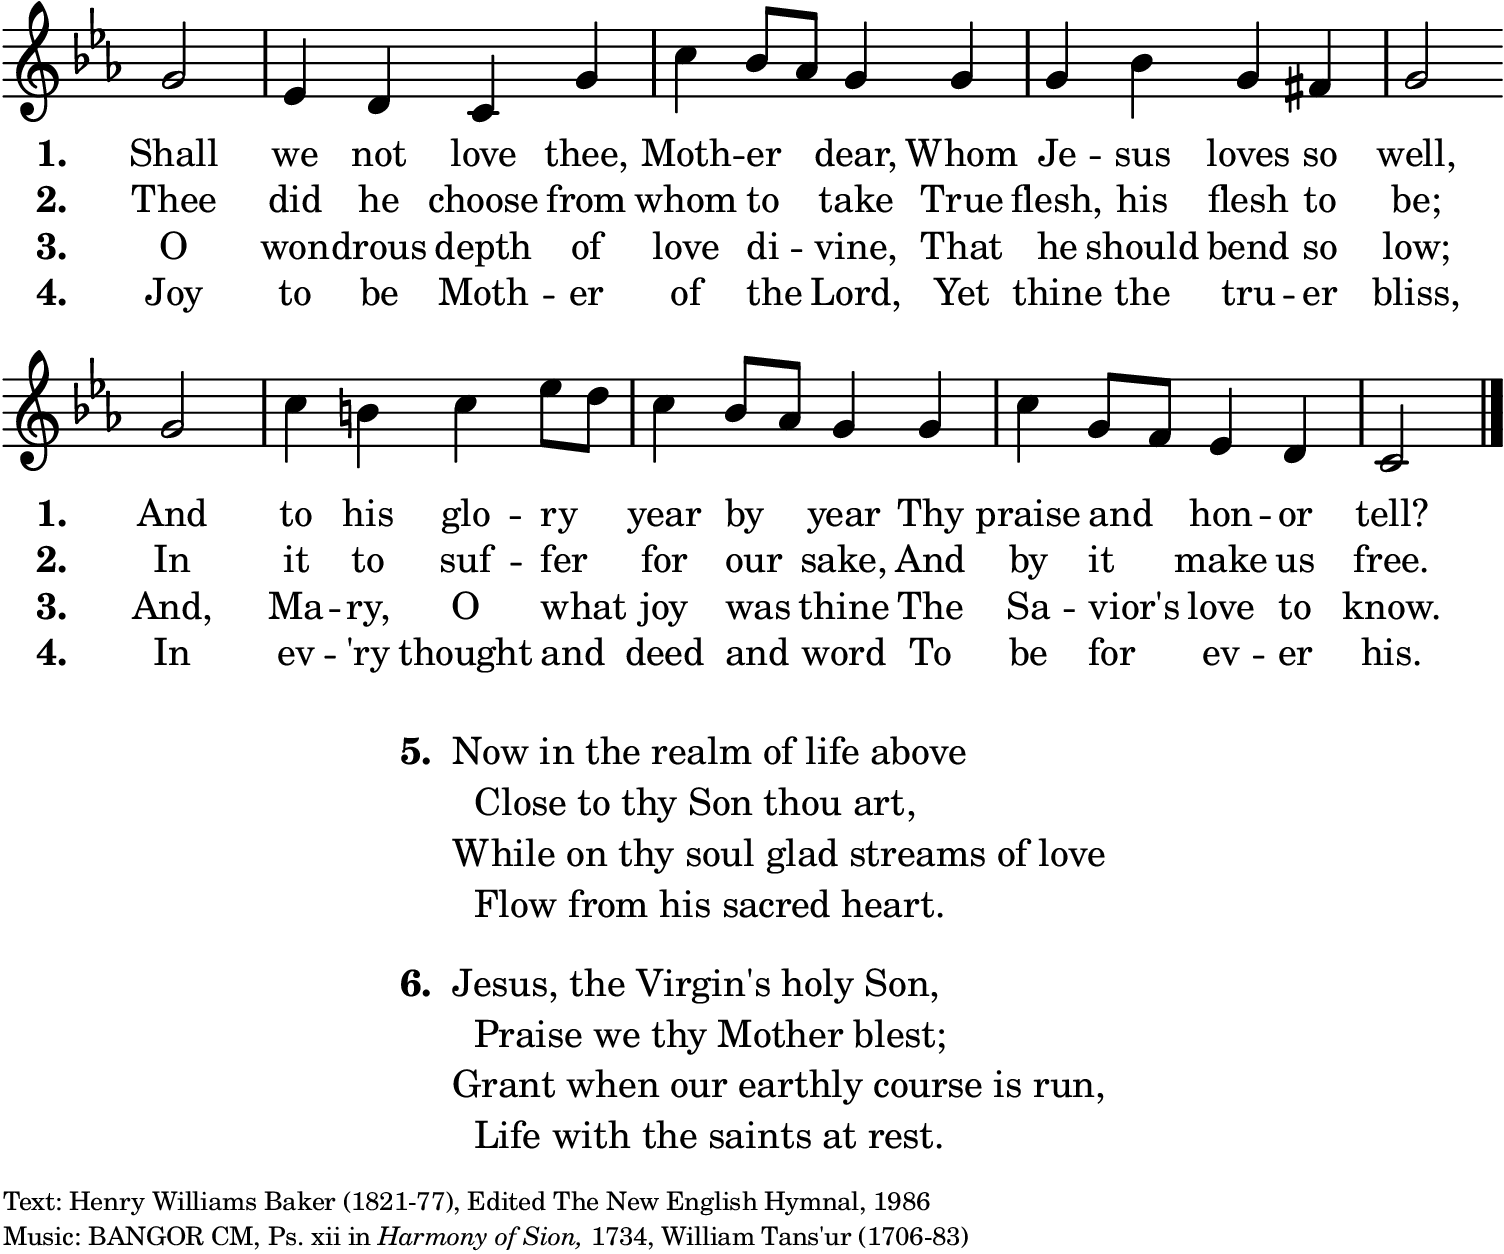 1. Shall we not love thee, Moth -- er dear, Whom Je - sus loves so well,
2. Thee did he choose from whom to take True flesh, his flesh to be;
3. O wondrous depth of love di - vine, That he should bend so low;
4. Joy to be Moth - er of the Lord, Yet thine the tru - er bliss,
1. And to his glo - ry year by year Thy praise and hon - or tell?
2. In it to suf - fer for our sake, And by it make us free.
3. And, Ma - ry, O what joy was thine The Sa - vior's love to know.
4. In ev - 'ry thought and deed and word To be for ev - er his.
5. Now in the realm of life above
Close to thy Son thou art,
While on thy soul glad streams of love
Flow from his sacred heart.
6. Jesus, the Virgin's holy Son,
Praise we thy Mother blest;
Grant when our earthly course is run,
Life with the saints at rest.
Text: Henry Williams Baker (1821-77), Edited The New English Hymnal, 1986
Music: BANGOR CM, Ps. xii in Harmony of Sion, 1734, William Tans'ur (1706-83)